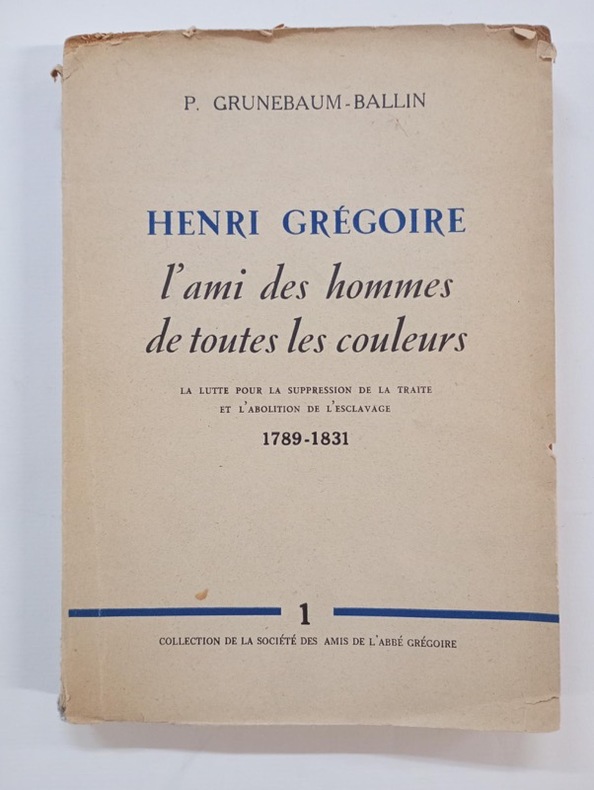 P. GRUNEBAUM-BALLIN
HENRI GRÉGOIRE
l'ami des hommes
de toutes les couleurs
LA LUTTE POUR LA SUPPRESSION DE LA TRAITE
ET L'ABOLITION DE L'ESCLAVAGE
1789-1831
1
COLLECTION DE LA SOCIÉTÉ DES AMIS DE L'ABBÉ GRÉGOIRE